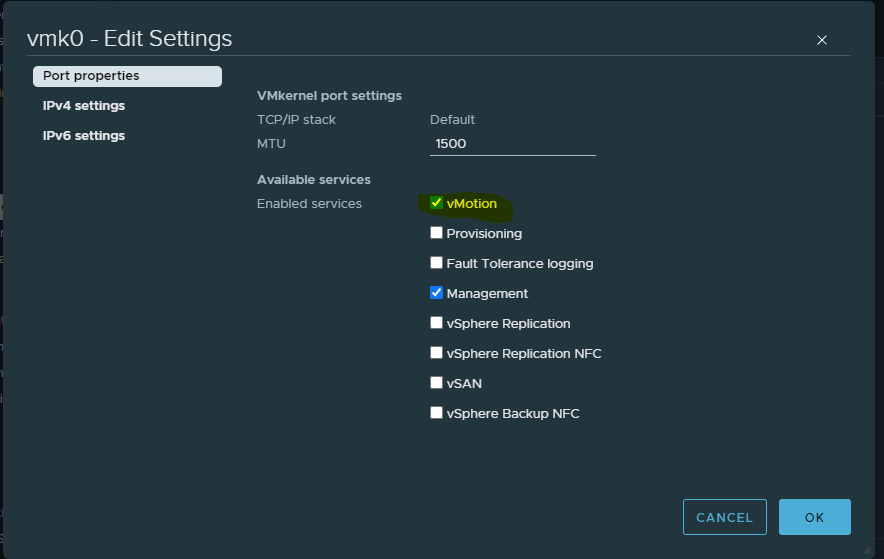 vmk0 - Edit Settings
Port properties
IPv4 settings
IPv6 settings
VMkernel port settings
TCP/IP stack Default
MTU 1500
Available services
Enabled services vMotion
Provisioning
Fault Tolerance logging
Management
vSphere Replication
vSphere Replication NFC
vSAN
vSphere Backup NFC
CANCEL OK